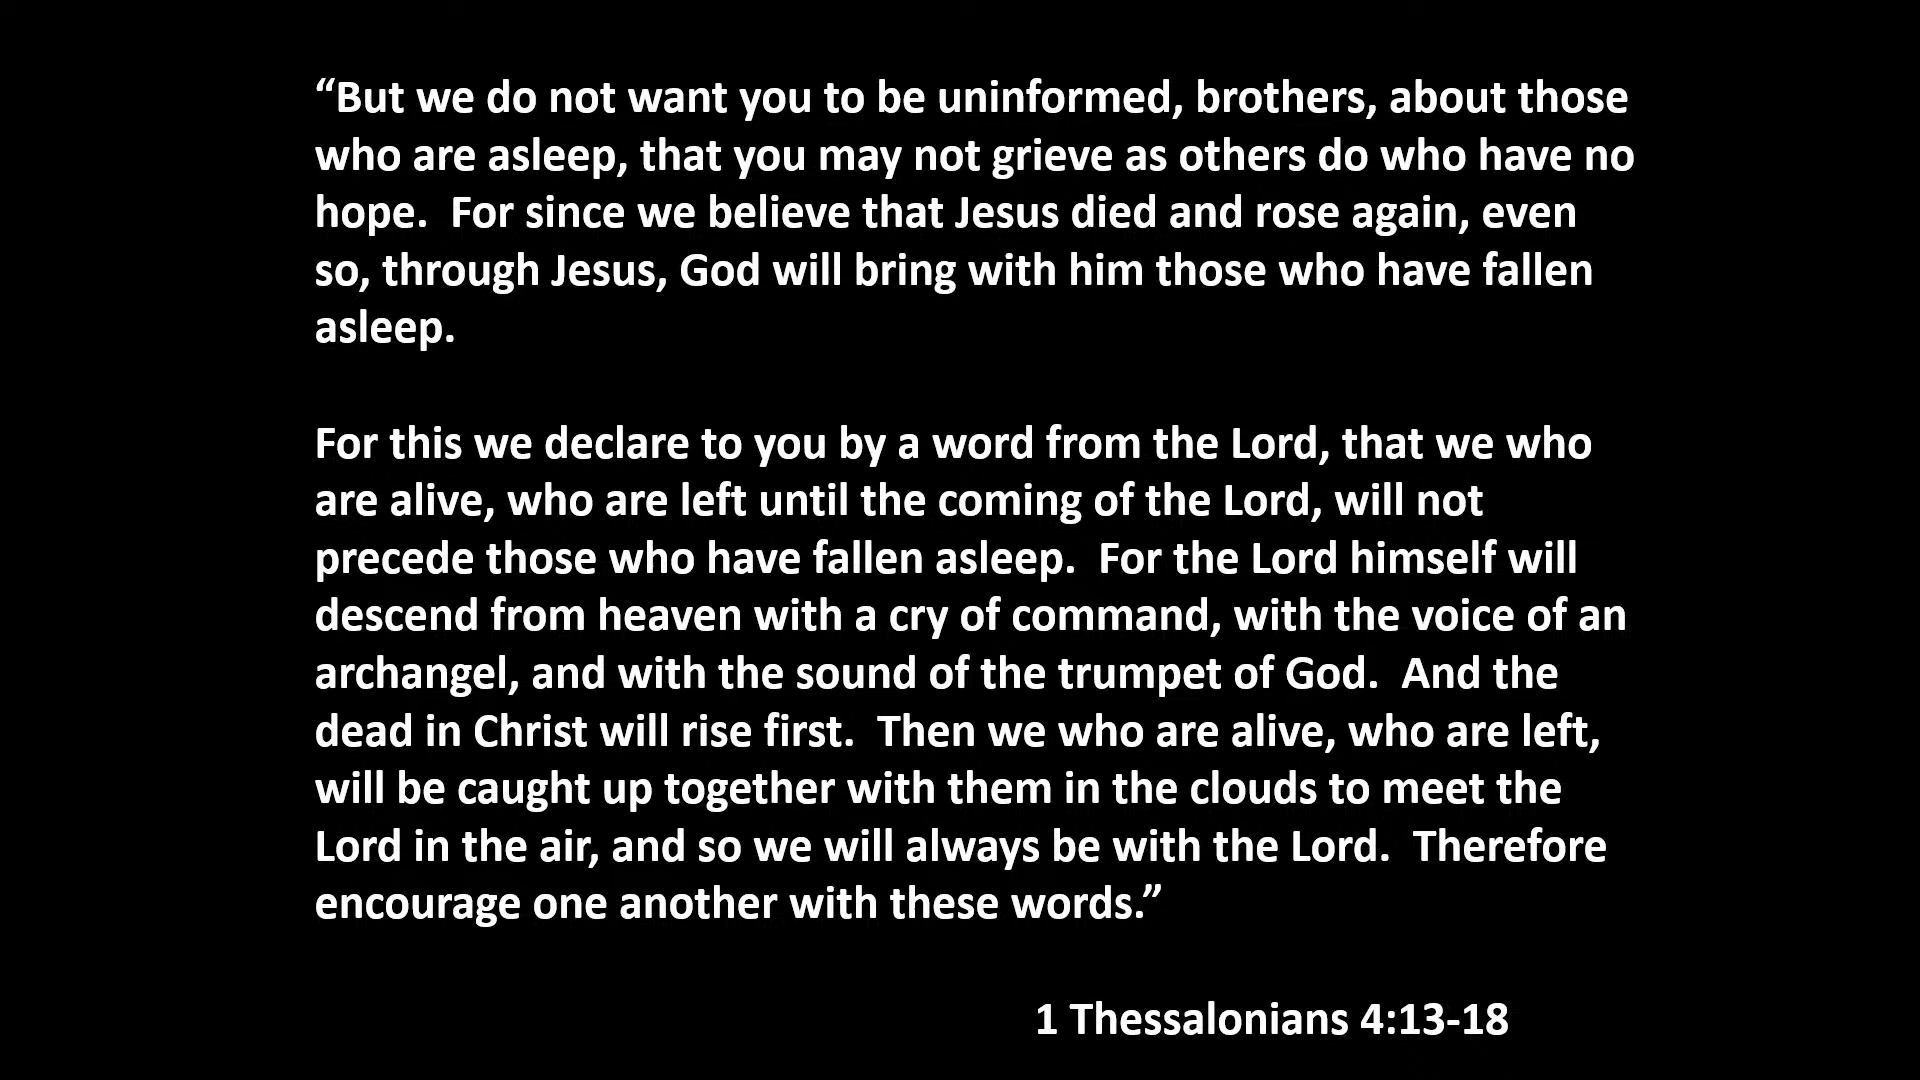 “But we do not want you to be uninformed, brothers, about those
who are asleep, that you may not grieve as others do who have no
hope.  For since we believe that Jesus died and rose again, even
so, through Jesus, God will bring with him those who have fallen
asleep.
For this we declare to you by a word from the Lord, that we who
are alive, who are left until the coming of the Lord, will not
precede those who have fallen asleep.  For the Lord himself will
descend from heaven with a cry of command, with the voice of an
archangel, and with the sound of the trumpet of God.  And the
dead in Christ will rise first.  Then we who are alive, who are left,
will be caught up together with them in the clouds to meet the
Lord in the air, and so we will always be with the Lord.  Therefore
encourage one another with these words.”
1 Thessalonians 4:13-18